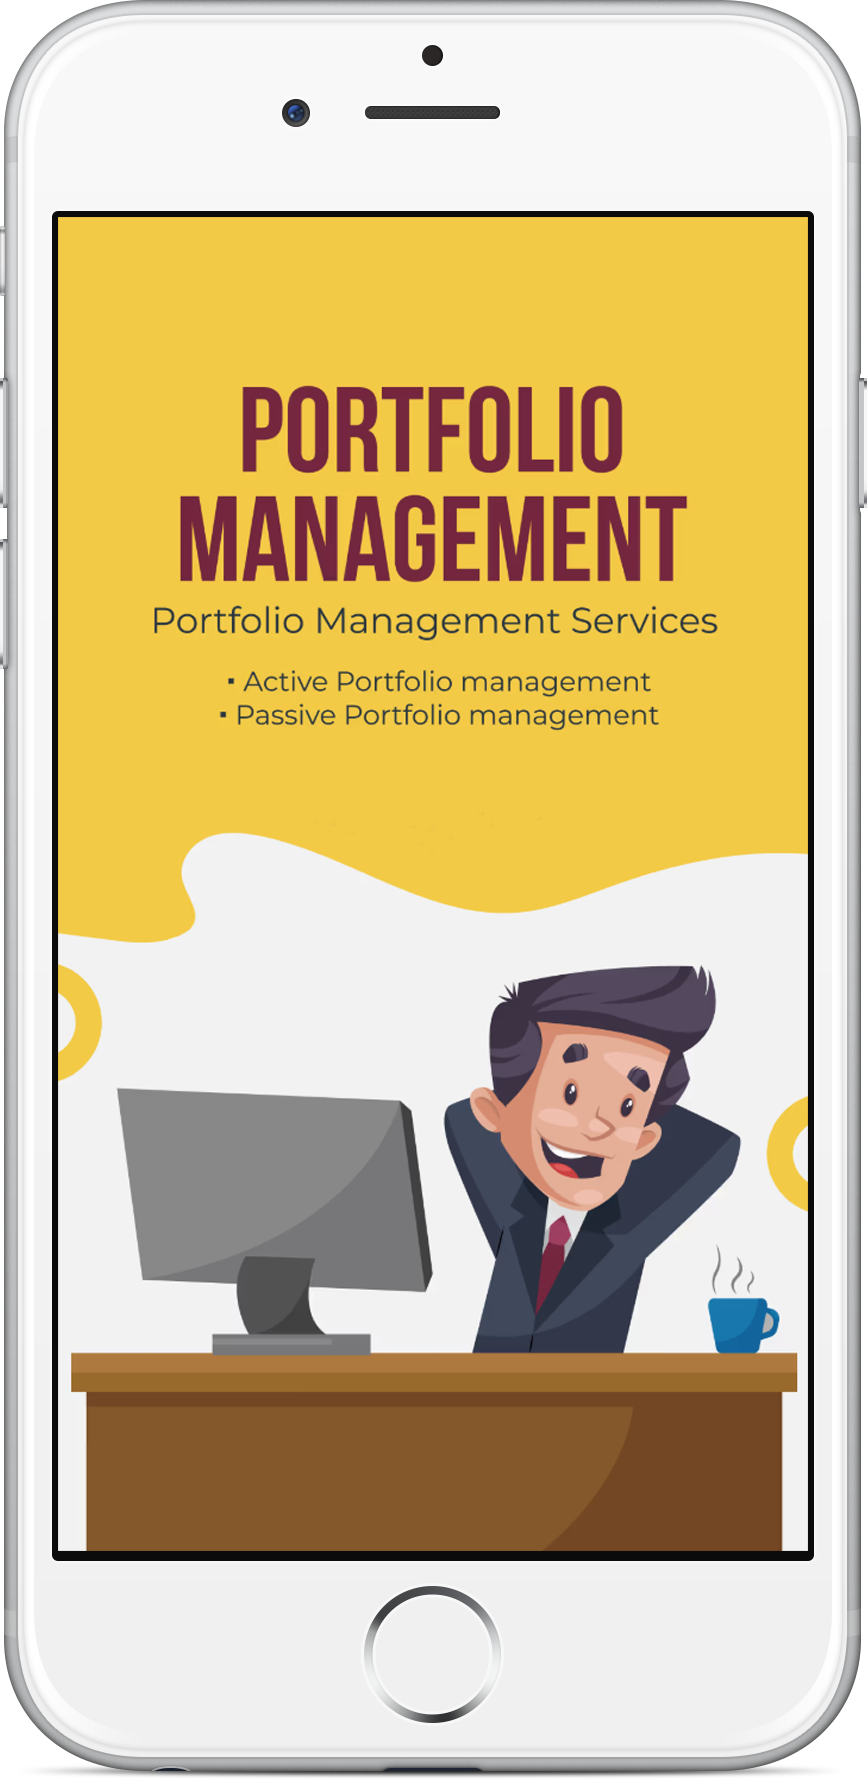 PORTFOLIO
MANAGEMENT
Portfolio Management Services
▪ Active Portfolio management
▪ Passive Portfolio management